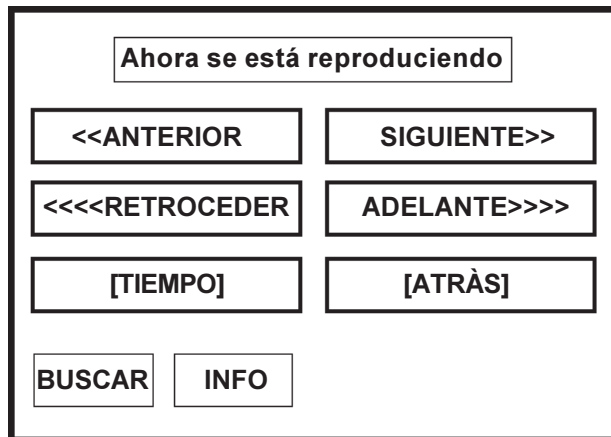 Ahora se está reproduciendo
<<ANTERIOR SIGUIENTE>>
<<<<RETROCEDER ADELANTE>>>>
[TIEMPO] [ATRÀS]
BUSCAR INFO